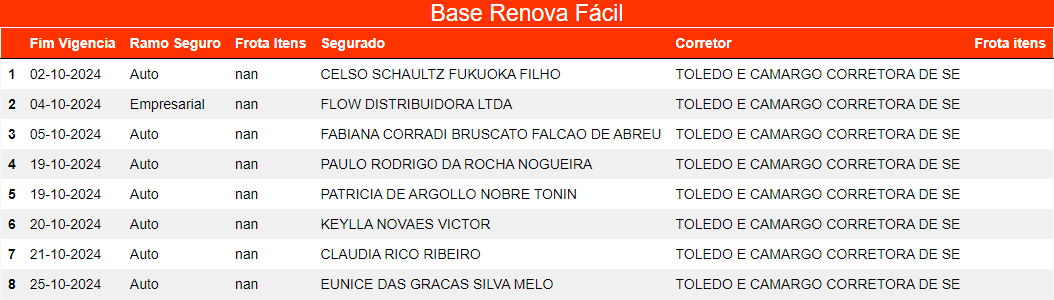 Base Renova Fácil
Fim Vigencia Ramo Seguro Frota Itens Segurado Corretor Frota itens
1 02-10-2024 Auto nan CELSO SCHAULTZ FUKUOKA FILHO TOLEDO E CAMARGO CORRETORA DE SE
2 04-10-2024 Empresarial nan FLOW DISTRIBUIDORA LTDA TOLEDO E CAMARGO CORRETORA DE SE
3 05-10-2024 Auto nan FABIANA CORRADI BRUSCATO FALCAO DE ABREU TOLEDO E CAMARGO CORRETORA DE SE
4 19-10-2024 Auto nan PAULO RODRIGO DA ROCHA NOGUEIRA TOLEDO E CAMARGO CORRETORA DE SE
5 19-10-2024 Auto nan PATRICIA DE ARGOLLO NOBRE TONIN TOLEDO E CAMARGO CORRETORA DE SE
6 20-10-2024 Auto nan KEYLLA NOVAES VICTOR TOLEDO E CAMARGO CORRETORA DE SE
7 21-10-2024 Auto nan CLAUDIA RICO RIBEIRO TOLEDO E CAMARGO CORRETORA DE SE
8 25-10-2024 Auto nan EUNICE DAS GRACAS SILVA MELO TOLEDO E CAMARGO CORRETORA DE SE